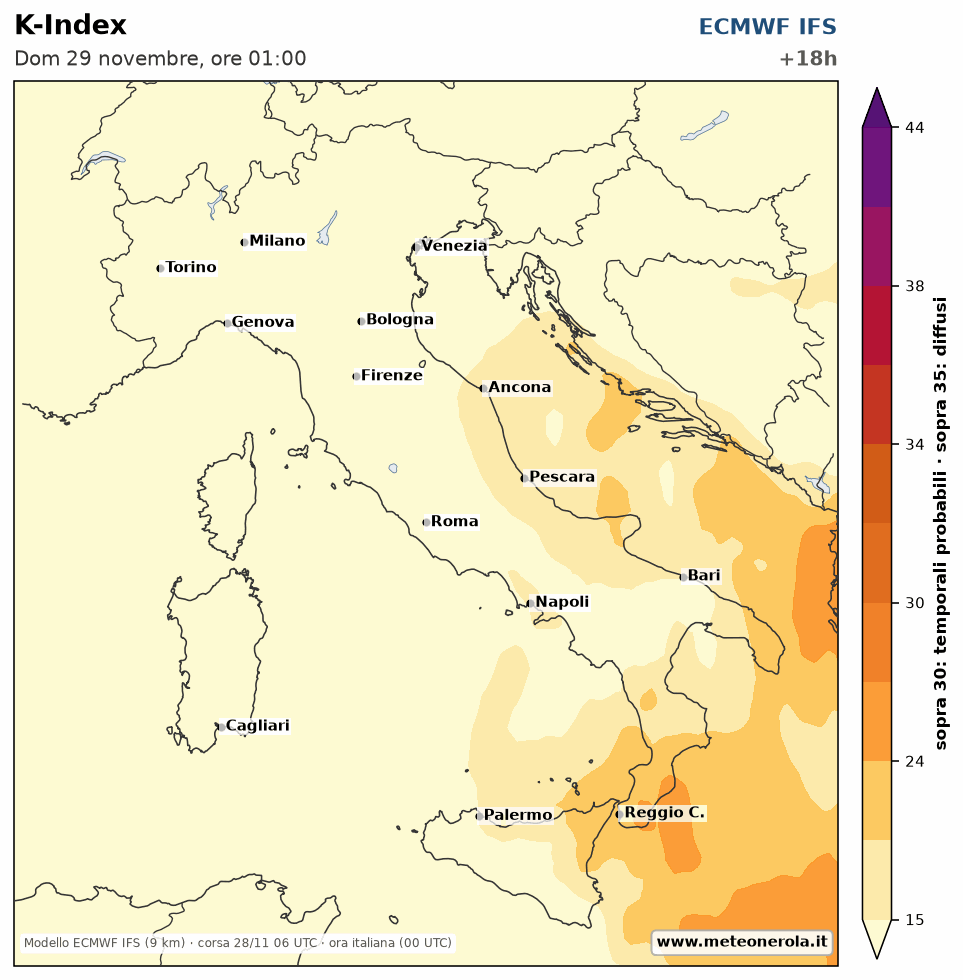 K-Index
ECMWF IFS
Dom 29 novembre, ore 01:00
+18h
44
38
34
30
24
15
sopra 30: temporali probabili · sopra 35: diffusi
Milano
Venezia
Torino
Genova
Bologna
Firenze
Ancona
Pescara
Roma
Bari
Napoli
Cagliari
Palermo
Reggio C.
Modello ECMWF IFS (9 km) · corsa 28/11 06 UTC · ora italiana (00 UTC)
www.meteonerola.it